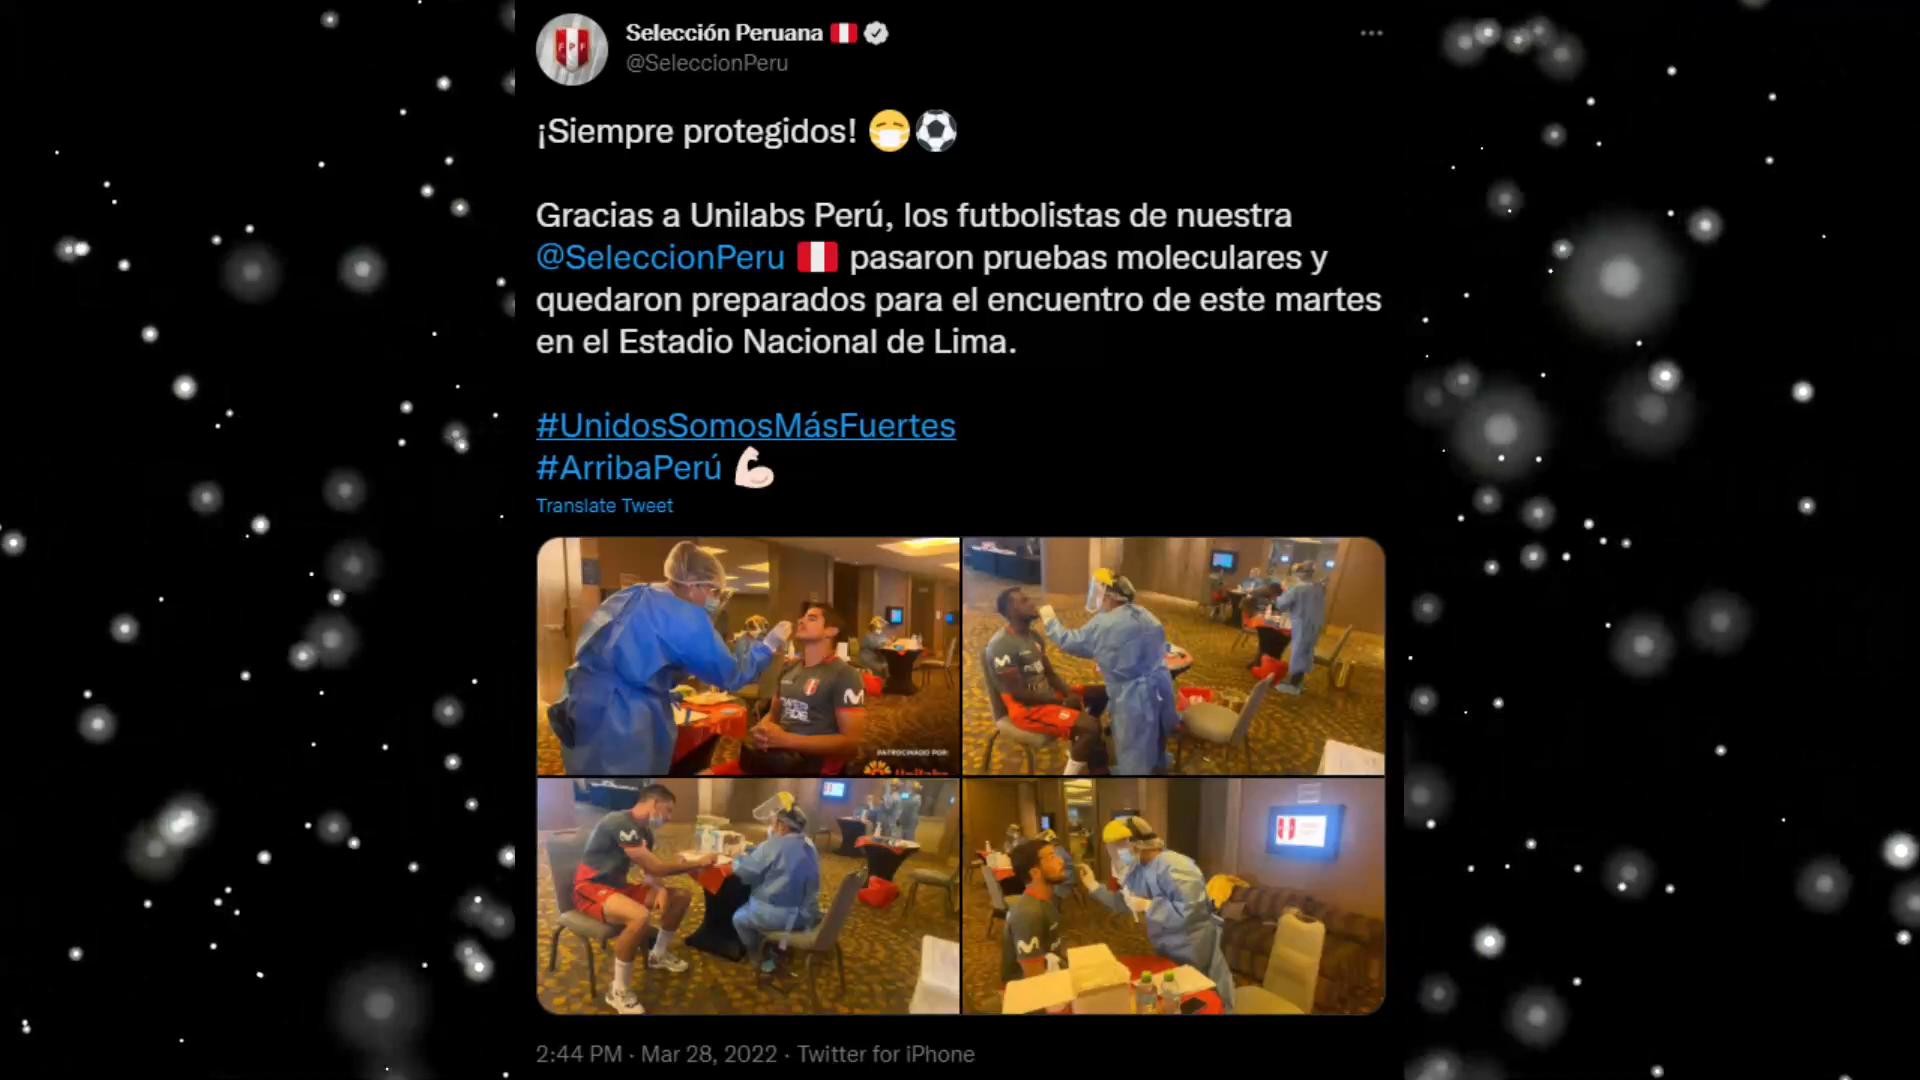 Selección Peruana
@SeleccionPeru
¡Siempre protegidos!
Gracias a Unilabs Perú, los futbolistas de nuestra
@SeleccionPeru pasaron pruebas moleculares y
quedaron preparados para el encuentro de este martes
en el Estadio Nacional de Lima.
#UnidosSomosMásFuertes
#ArribaPerú
Translate Tweet
PATROCINADO POR:
2:44 PM · Mar 28, 2022 · Twitter for iPhone